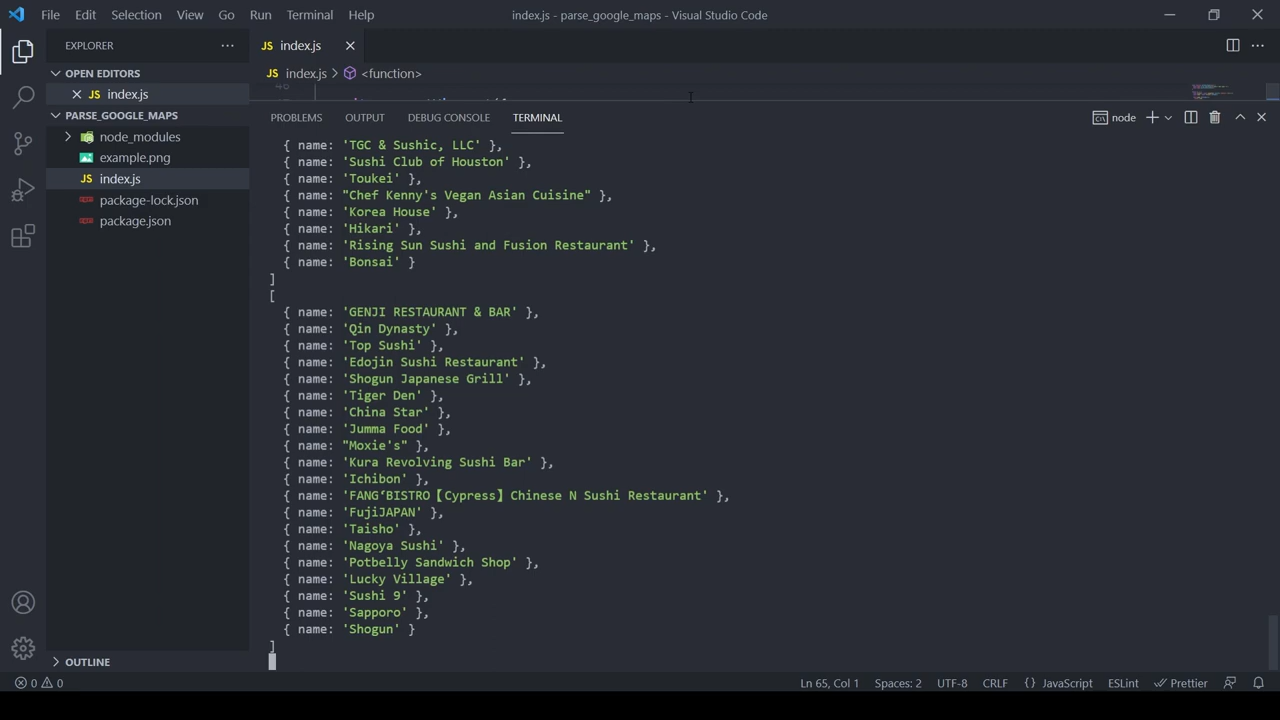 File Edit Selection View Go Run Terminal Help index.js - parse_google_maps - Visual Studio Code
EXPLORER
OPEN EDITORS
index.js
PARSE_GOOGLE_MAPS
node_modules
example.png
JS index.js
package-lock.json
package.json
OUTLINE
JS index.js
JS index.js > <function>
PROBLEMS OUTPUT DEBUG CONSOLE TERMINAL node
{ name: 'TGC & Sushic, LLC' },
{ name: 'Sushi Club of Houston' },
{ name: 'Toukei' },
{ name: "Chef Kenny's Vegan Asian Cuisine" },
{ name: 'Korea House' },
{ name: 'Hikari' },
{ name: 'Rising Sun Sushi and Fusion Restaurant' },
{ name: 'Bonsai' }
]
[
{ name: 'GENJI RESTAURANT & BAR' },
{ name: 'Qin Dynasty' },
{ name: 'Top Sushi' },
{ name: 'Edojin Sushi Restaurant' },
{ name: 'Shogun Japanese Grill' },
{ name: 'Tiger Den' },
{ name: 'China Star' },
{ name: 'Jumma Food' },
{ name: "Moxie's" },
{ name: 'Kura Revolving Sushi Bar' },
{ name: 'Ichibon' },
{ name: 'FANG‘BISTRO【Cypress】Chinese N Sushi Restaurant' },
{ name: 'FujiJAPAN' },
{ name: 'Taisho' },
{ name: 'Nagoya Sushi' },
{ name: 'Potbelly Sandwich Shop' },
{ name: 'Lucky Village' },
{ name: 'Sushi 9' },
{ name: 'Sapporo' },
{ name: 'Shogun' }
]
0 0 Ln 65, Col 1 Spaces: 2 UTF-8 CRLF {} JavaScript ESLint Prettier